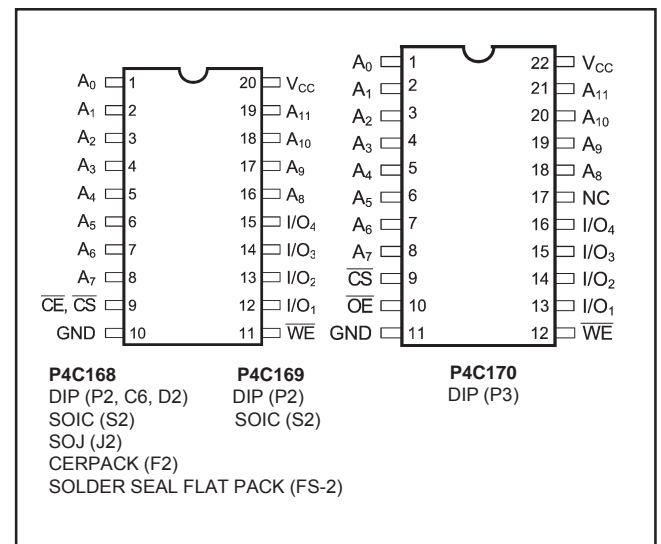 A0 1 20 VCC
A1 2 19 A11
A2 3 18 A10
A3 4 17 A9
A4 5 16 A8
A5 6 15 I/O4
A6 7 14 I/O3
A7 8 13 I/O2
CE, CS 9 12 I/O1
GND 10 11 WE
A0 1 22 VCC
A1 2 21 A11
A2 3 20 A10
A3 4 19 A9
A4 5 18 A8
A5 6 17 NC
A6 7 16 I/O4
A7 8 15 I/O3
CS 9 14 I/O2
OE 10 13 I/O1
GND 11 12 WE
P4C168
DIP (P2, C6, D2)
SOIC (S2)
SOJ (J2)
CERPACK (F2)
SOLDER SEAL FLAT PACK (FS-2)
P4C169
DIP (P2)
SOIC (S2)
P4C170
DIP (P3)